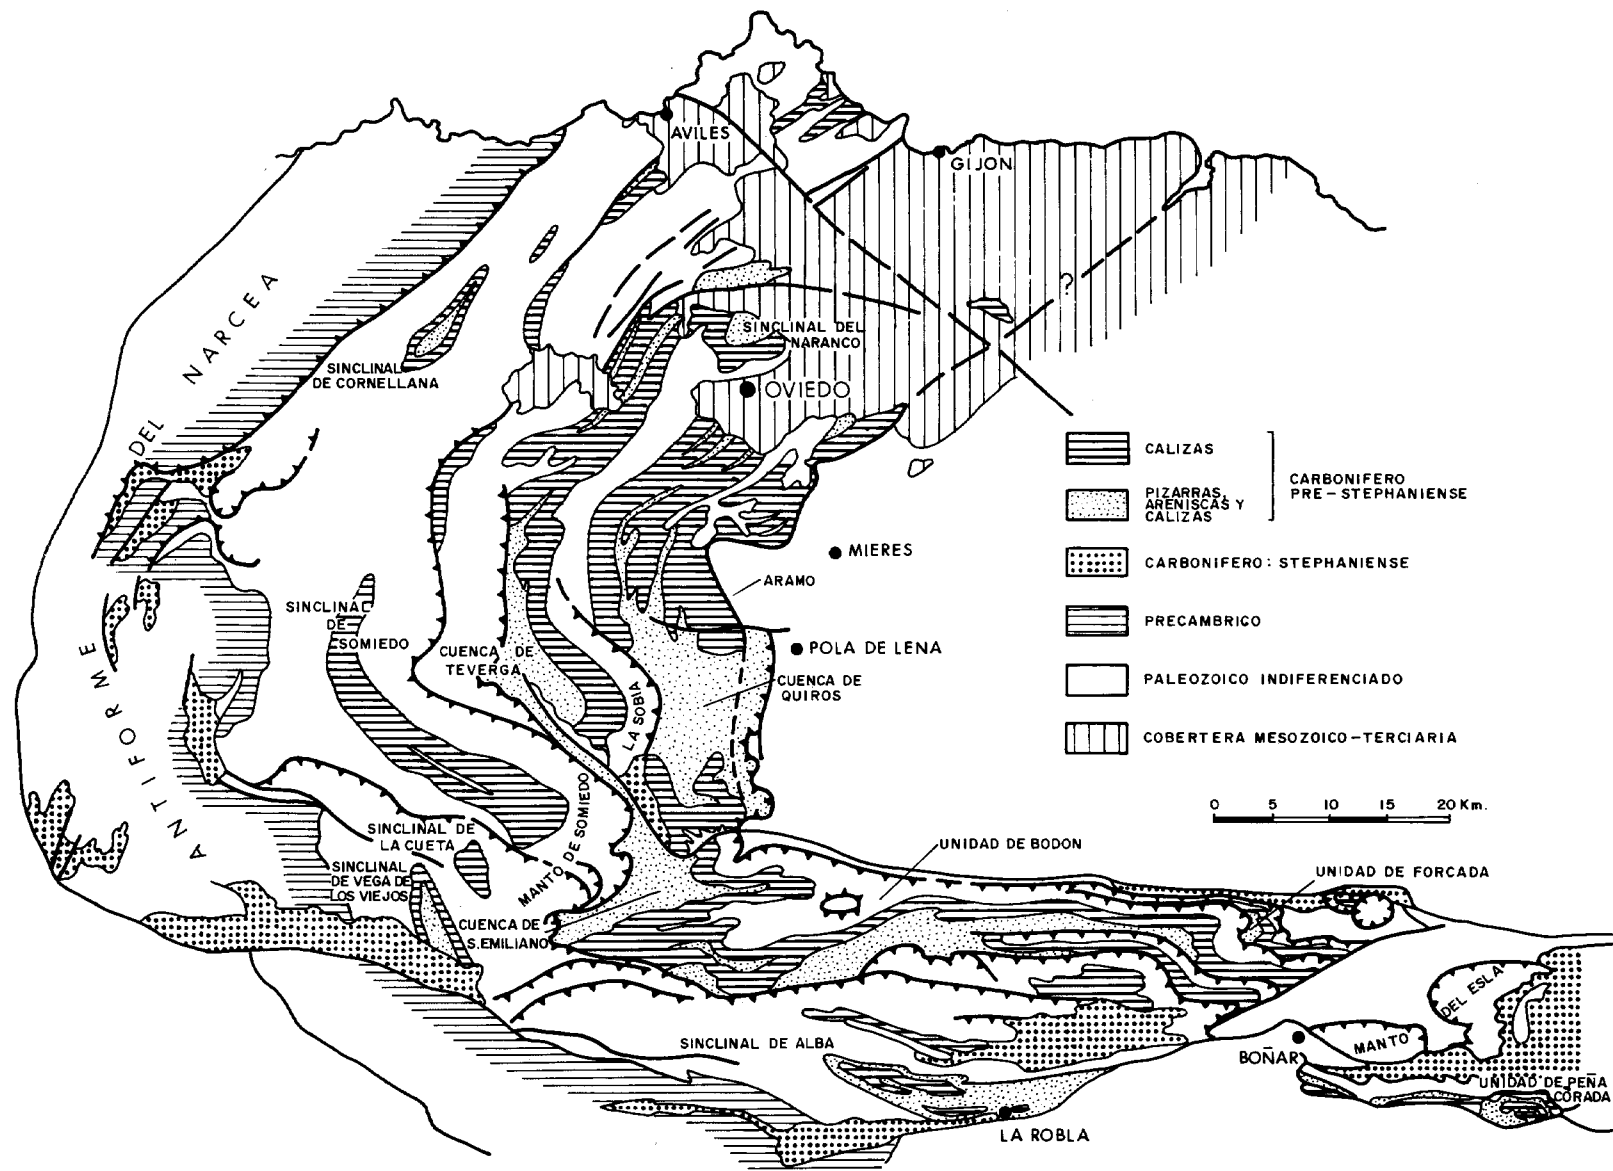 AVILES
GIJON
?
SINCLINAL DEL
NARANCO
SINCLINAL
DE CORNELLANA
OVIEDO
ANTIFORME DEL NARCEA
CALIZAS
PIZARRAS,
ARENISCAS Y
CALIZAS
CARBONIFERO
PRE-STEPHANIENSE
CARBONIFERO: STEPHANIENSE
PRECAMBRICO
PALEOZOICO INDIFERENCIADO
COBERTERA MESOZOICO-TERCIARIA
0 5 10 15 20 Km.
MIERES
ARAMO
SINCLINAL
DE
SOMIEDO
CUENCA DE
TEVERGA
POLA DE LENA
CUENCA DE
QUIROS
LA SOBIA
MANTO DE SOMIEDO
SINCLINAL DE
LA CUETA
SINCLINAL
DE VEGA DE
LOS VIEJOS
CUENCA DE
S.EMILIANO
UNIDAD DE BODON
UNIDAD DE FORCADA
SINCLINAL DE ALBA
BOÑAR
MANTO DEL ESLA
UNIDAD DE PEÑA
CORADA
LA ROBLA